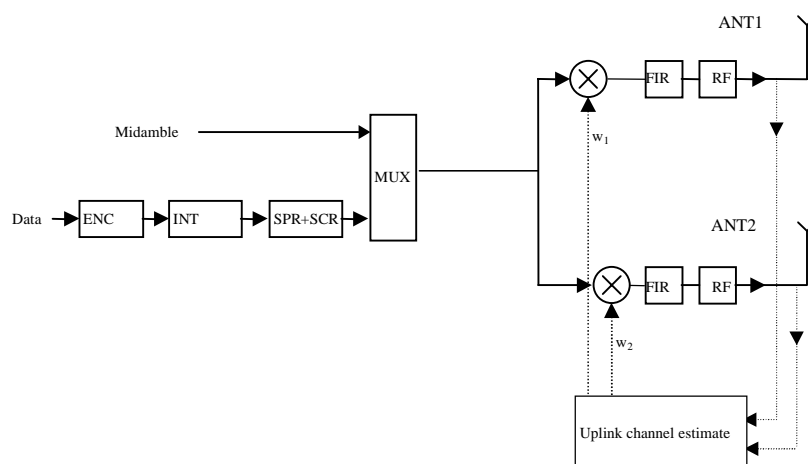 ANT1
FIR
RF
Midamble
w1
MUX
Data
ENC
INT
SPR+SCR
ANT2
FIR
RF
w2
Uplink channel estimate